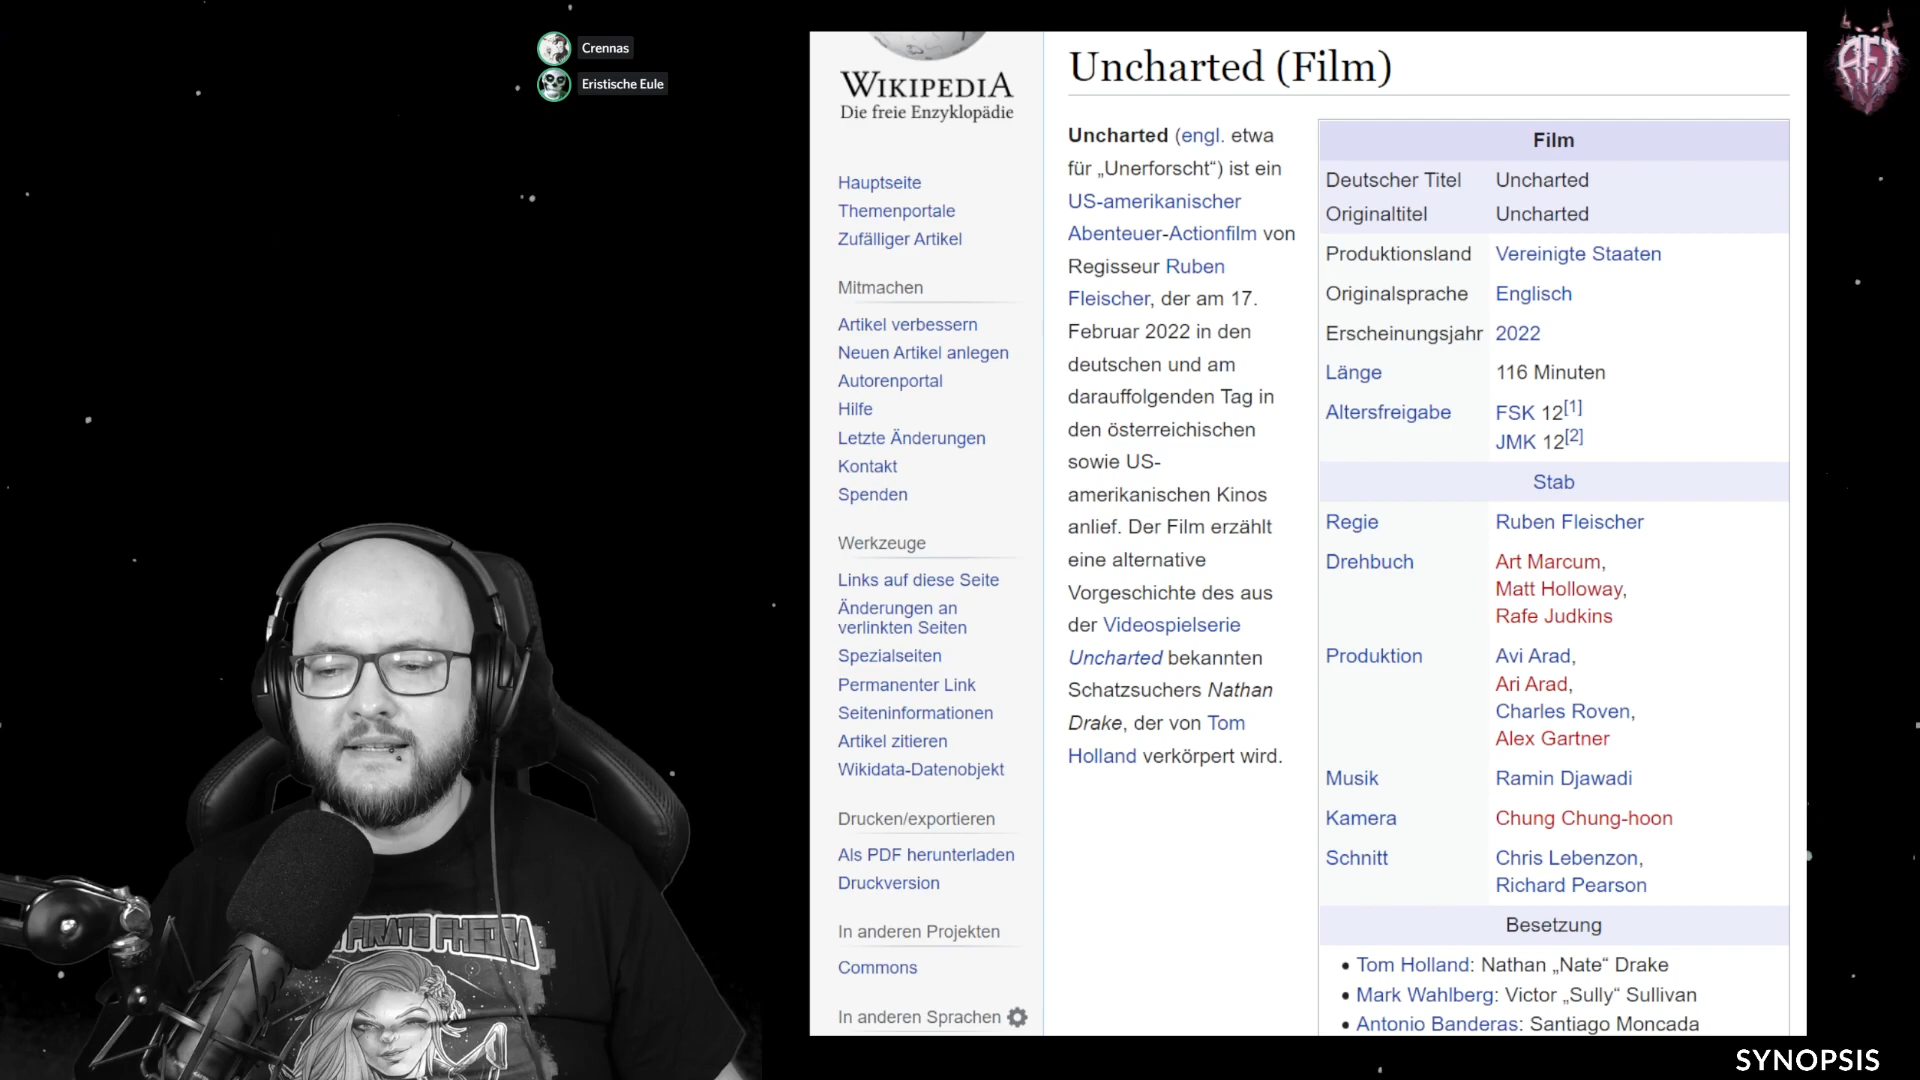 Crennas
Eristische Eule
AFT
WIKIPEDIA
Die freie Enzyklopädie
Hauptseite
Themenportale
Zufälliger Artikel
Mitmachen
Artikel verbessern
Neuen Artikel anlegen
Autorenportal
Hilfe
Letzte Änderungen
Kontakt
Spenden
Werkzeuge
Links auf diese Seite
Änderungen an
verlinkten Seiten
Spezialseiten
Permanenter Link
Seiteninformationen
Artikel zitieren
Wikidata-Datenobjekt
Drucken/exportieren
Als PDF herunterladen
Druckversion
In anderen Projekten
Commons
In anderen Sprachen
Uncharted (Film)
Uncharted (engl. etwa
für „Unerforscht“) ist ein
US-amerikanischer
Abenteuer-Actionfilm von
Regisseur Ruben
Fleischer, der am 17.
Februar 2022 in den
deutschen und am
darauffolgenden Tag in
den österreichischen
sowie US-
amerikanischen Kinos
anlief. Der Film erzählt
eine alternative
Vorgeschichte des aus
der Videospielserie
Uncharted bekannten
Schatzsuchers Nathan
Drake, der von Tom
Holland verkörpert wird.
Film
Deutscher Titel Uncharted
Originaltitel Uncharted
Produktionsland Vereinigte Staaten
Originalsprache Englisch
Erscheinungsjahr 2022
Länge 116 Minuten
Altersfreigabe FSK 12[1]
JMK 12[2]
Stab
Regie Ruben Fleischer
Drehbuch Art Marcum,
Matt Holloway,
Rafe Judkins
Produktion Avi Arad,
Ari Arad,
Charles Roven,
Alex Gartner
Musik Ramin Djawadi
Kamera Chung Chung-hoon
Schnitt Chris Lebenzon,
Richard Pearson
Besetzung
• Tom Holland: Nathan „Nate“ Drake
• Mark Wahlberg: Victor „Sully“ Sullivan
• Antonio Banderas: Santiago Moncada
PIRATE PHEDRA
SYNOPSIS